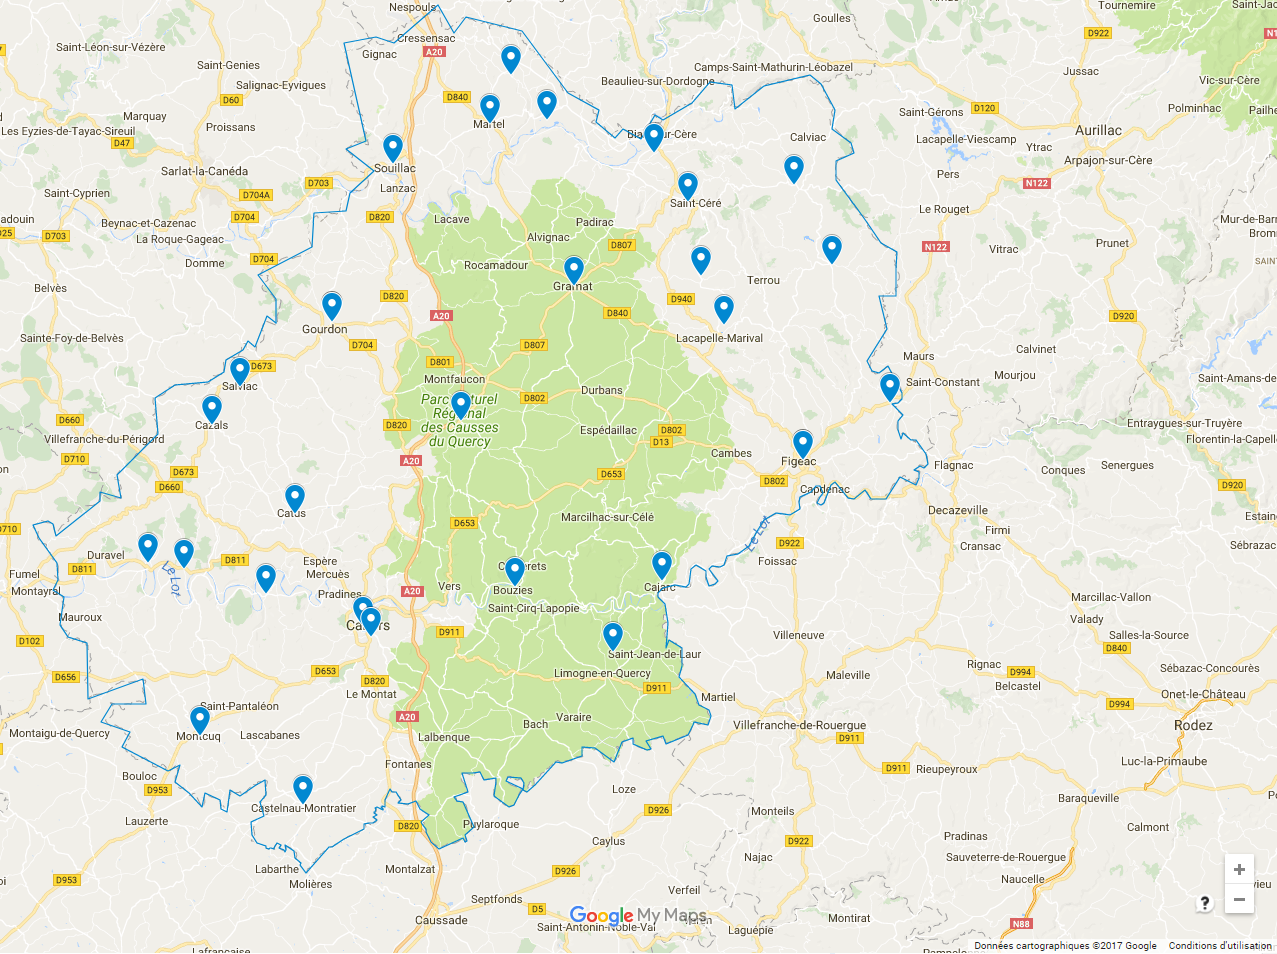 Nespouls
Tournemire
Saint-Jac
Goulles
D922
N1
Saint-Léon-sur-Vézère
Cressensac
Gignac
A20
Saint-Genies
Camps-Saint-Mathurin-Léobazel
Jussac
Beaulieu-sur-Dordogne
Vic-sur-Cère
Salignac-Eyvigues
D60
D840
D120
Polminhac
Marquay
Saint-Gérons
Pailhe
Proissans
Martel
Les Eyzies-de-Tayac-Sireuil
Aurillac
Calviac
Lacapelle-Viescamp
D47
Ytrac
Arpajon-sur-Cère
Souillac
Sarlat-la-Canéda
Pers
D703
N122
Lanzac
Saint-Cyprien
D704A
Saint-Céré
Le Rouget
D704
D820
Lacave
Padirac
Beynac-et-Cazenac
Mur-de-Bar
D25
D703
La Roque-Gageac
Alvignac
D807
N122
Vitrac
Prunet
Brom
D704
Domme
Rocamadour
Terrou
Gramat
Belvès
D820
D940
A20
D840
D920
Gourdon
Sainte-Foy-de-Belvès
Lacapelle-Marival
D704
D807
Calvinet
Maurs
D801
D673
Mourjou
Montfaucon
Saint-Constant
Saint-Amans-de
Salviac
Durbans
Parc Naturel
Régional
des Causses
du Quercy
D802
D660
Cazals
D820
Entraygues-sur-Truyère
Espédaillac
D802
Villefranche-du-Périgord
D13
Florentin-la-Capelle
Cambes
D710
A20
Figeac
Flagnac
Conques
Senergues
D673
D653
D802
D660
Capdenac
D920
Catus
Decazeville
Marcilhac-sur-Célé
D653
Le Lot
Firmi
D710
D922
Cransac
Duravel
D811
Espère
Foissac
Sébrazac
Fumel
D811
Le Lot
Mercuès
Montayral
Vers
Cajarc
Bouzies
A20
Pradines
Marcillac-Vallon
Saint-Cirq-Lapopie
Mauroux
Valady
Cahors
D911
Villeneuve
Salles-la-Source
D102
D840
Saint-Jean-de-Laur
Rignac
Sébazac-Concourès
D653
D994
D656
Limogne-en-Quercy
Maleville
D820
D911
Belcastel
Le Montat
Martiel
Onet-le-Château
Saint-Pantaléon
D994
A20
Varaire
Bach
Villefranche-de-Rouergue
Rodez
Montaigu-de-Quercy
Montcuq
Lascabanes
Lalbenque
D911
Fontanes
Luc-la-Primaube
D911
Rieupeyroux
Bouloc
D953
Loze
Baraqueville
Castelnau-Montratier
D926
Monteils
Lauzerte
D820
Puylaroque
Calmont
Caylus
D922
Pradinas
Najac
Sauveterre-de-Rouergue
Labarthe
Montalzat
D926
Naucelle
D953
Molières
Verfeil
Septfonds
D5
Google My Maps
Caussade
Montirat
N88
Saint-Antonin-Noble-Val
Laguépie
Lafrançaise
+
−
?
Données cartographiques ©2017 Google
Conditions d'utilisation